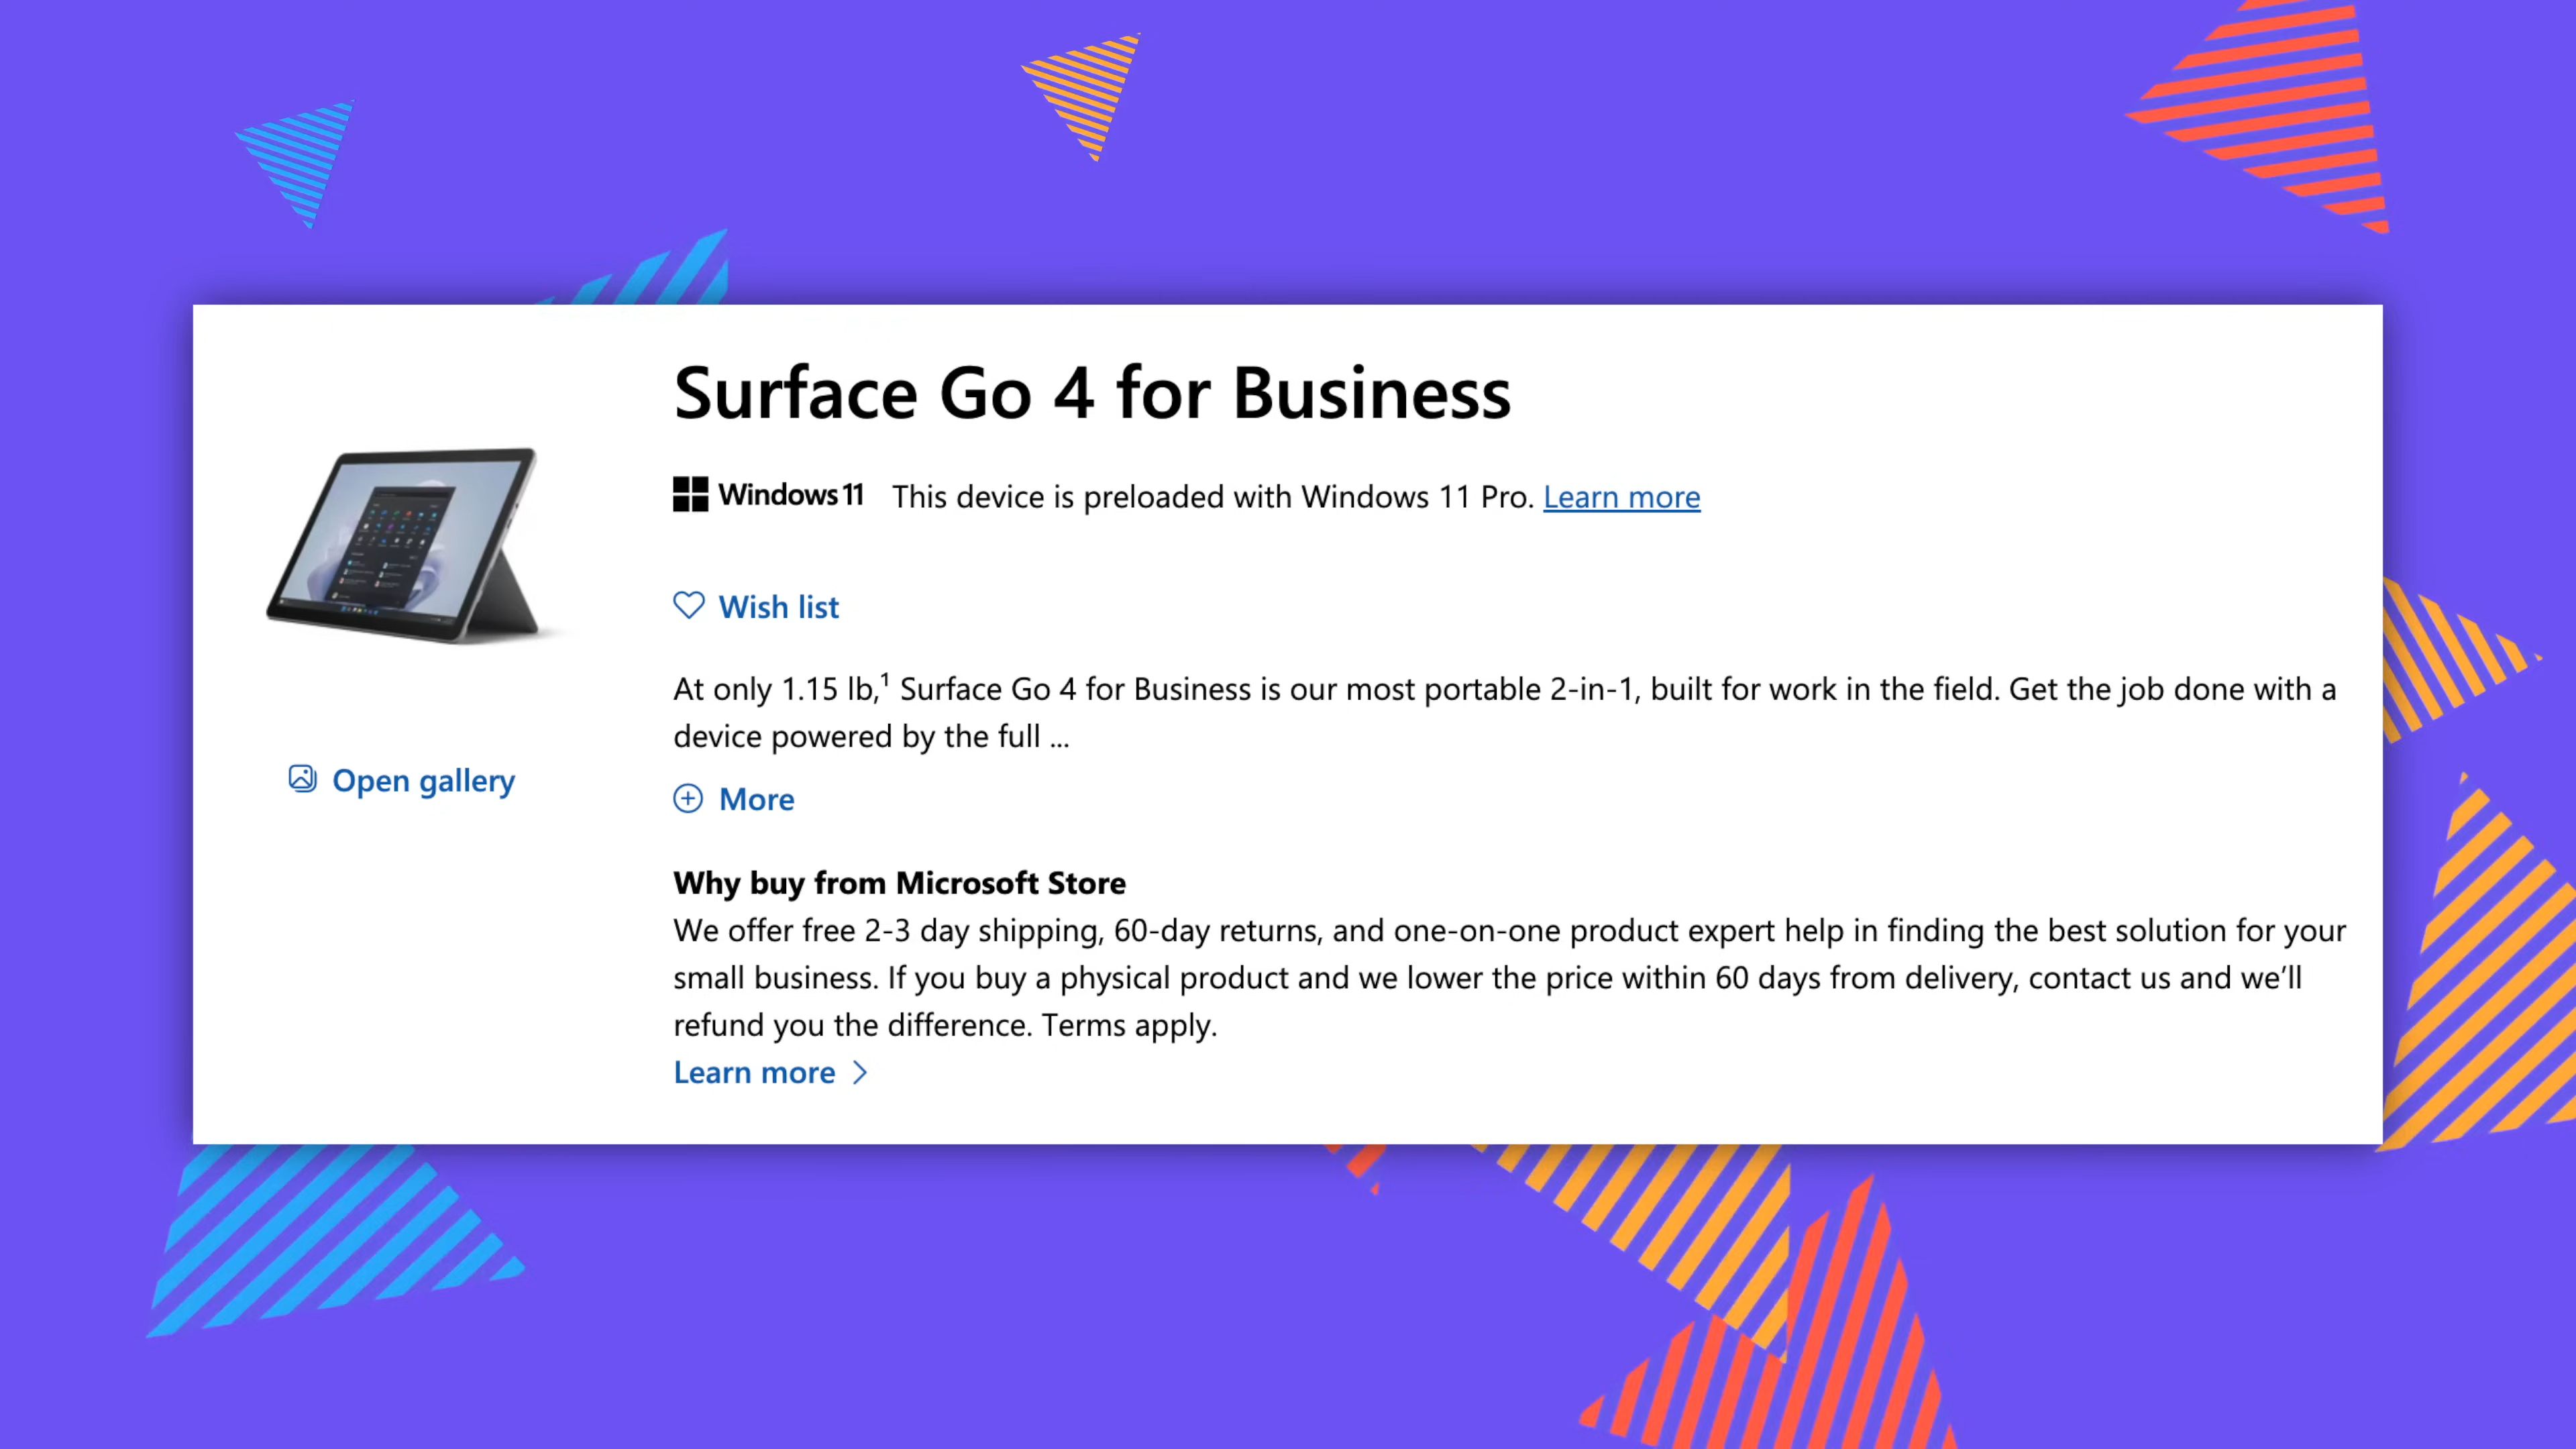 Surface Go 4 for Business
Windows 11 This device is preloaded with Windows 11 Pro. Learn more
Wish list
At only 1.15 lb,¹ Surface Go 4 for Business is our most portable 2-in-1, built for work in the field. Get the job done with a
device powered by the full ...
Open gallery
More
Why buy from Microsoft Store
We offer free 2-3 day shipping, 60-day returns, and one-on-one product expert help in finding the best solution for your
small business. If you buy a physical product and we lower the price within 60 days from delivery, contact us and we’ll
refund you the difference. Terms apply.
Learn more